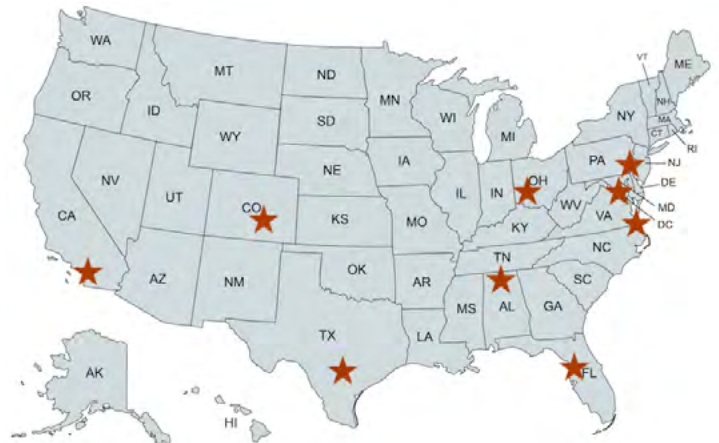 WA
MT
ND
MN
VT
ME
OR
ID
SD
WI
MI
NY
NH
MA
CT
RI
WY
IA
PA
NJ
NV
NE
IL
IN
OH
DE
CA
UT
CO
KS
MO
WV
VA
MD
DC
KY
AZ
NM
OK
AR
TN
NC
SC
MS
AL
GA
TX
LA
AK
HI
FL